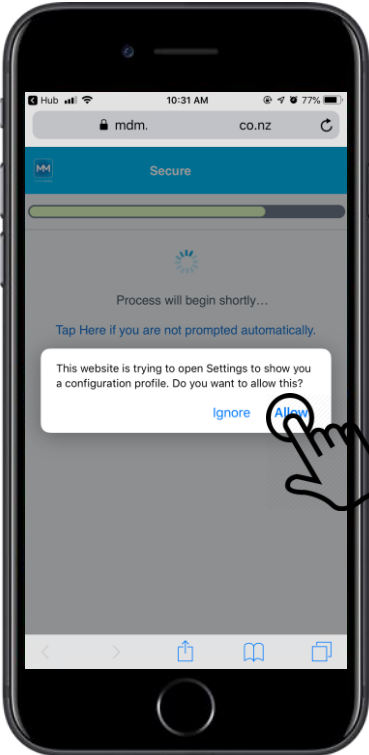 Hub 10:31 AM 77%
mdm. co.nz
MM Secure
Process will begin shortly...
Tap Here if you are not prompted automatically.
This website is trying to open Settings to show you
a configuration profile. Do you want to allow this?
Ignore Allow